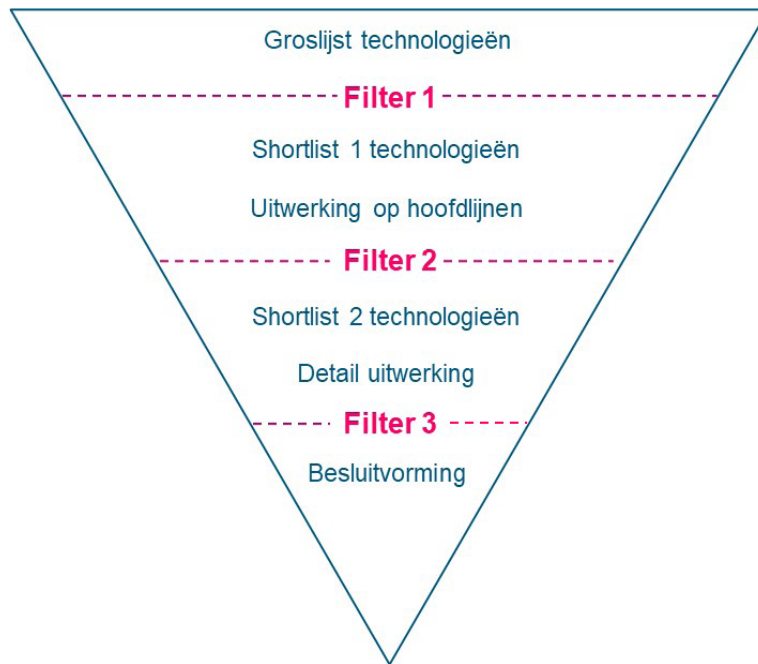 Groslijst technologieën
Filter 1
Shortlist 1 technologieën
Uitwerking op hoofdlijnen
Filter 2
Shortlist 2 technologieën
Detail uitwerking
Filter 3
Besluitvorming